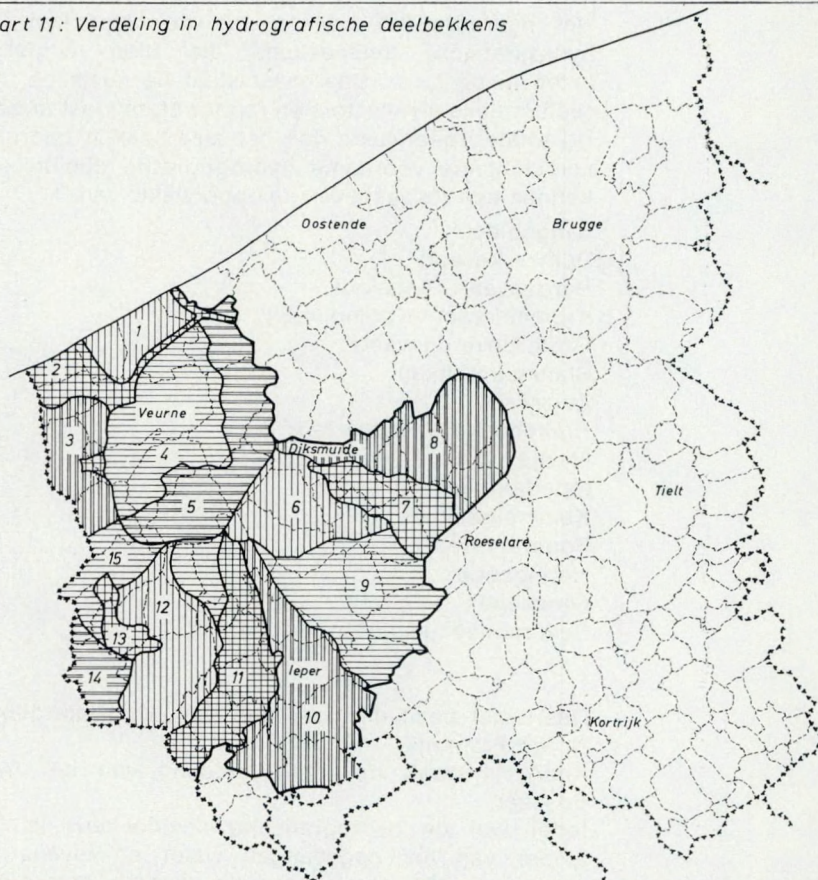 art 11: Verdeling in hydrografische deelbekkens
Oostende
Brugge
1
2
3
Veurne
4
Diksmuide
8
5
6
7
Tielt
Roeselare
15
9
12
13
14
11
Ieper
10
Kortrijk